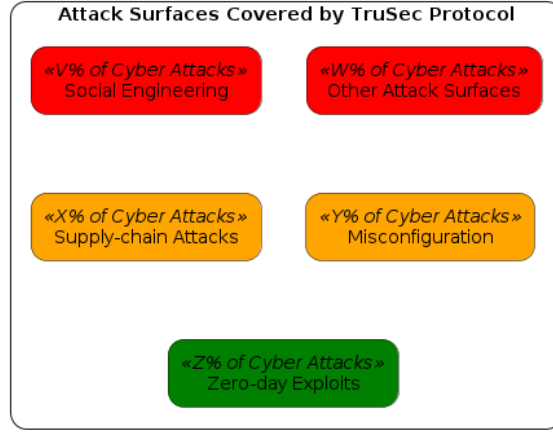 Attack Surfaces Covered by TruSec Protocol
«V% of Cyber Attacks»
Social Engineering
«W% of Cyber Attacks»
Other Attack Surfaces
«X% of Cyber Attacks»
Supply-chain Attacks
«Y% of Cyber Attacks»
Misconfiguration
«Z% of Cyber Attacks»
Zero-day Exploits